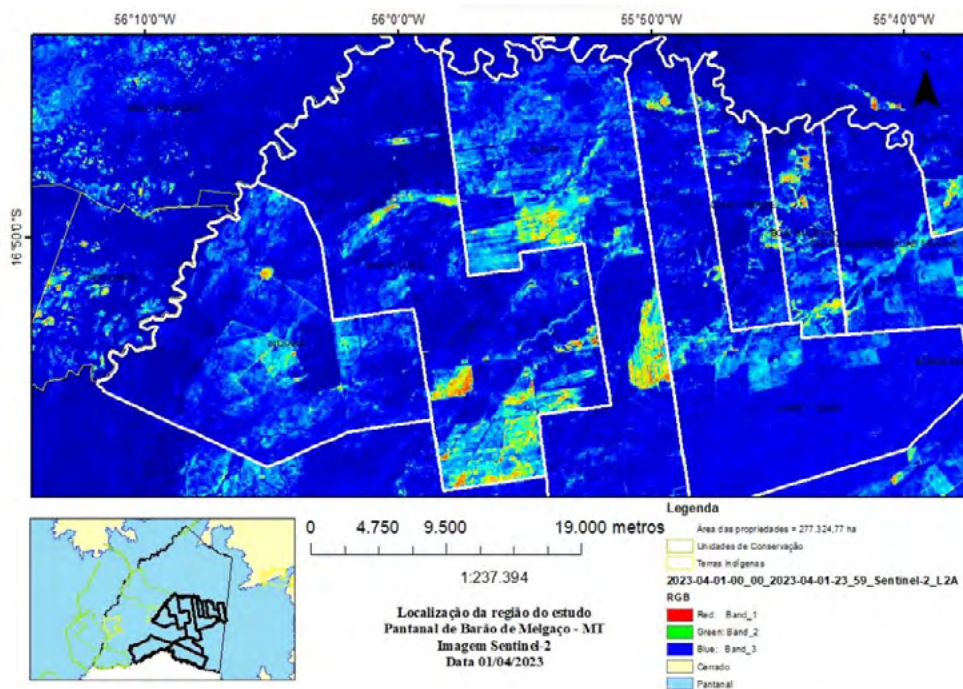 56°10'0"W 56°0'0"W 55°50'0"W 55°40'0"W
16°50'0"S
0 4.750 9.500 19.000 metros
1:237.394
Localização da região do estudo
Pantanal de Barão de Melgaço - MT
Imagem Sentinel-2
Data 01/04/2023
Legenda
Área das propriedades = 277.324,77 ha
Unidades de Conservação
Terras Indígenas
2023-04-01-00_00_2023-04-01-23_59_Sentinel-2_L2A
RGB
Red: Band_1
Green: Band_2
Blue: Band_3
Cerrado
Pantanal